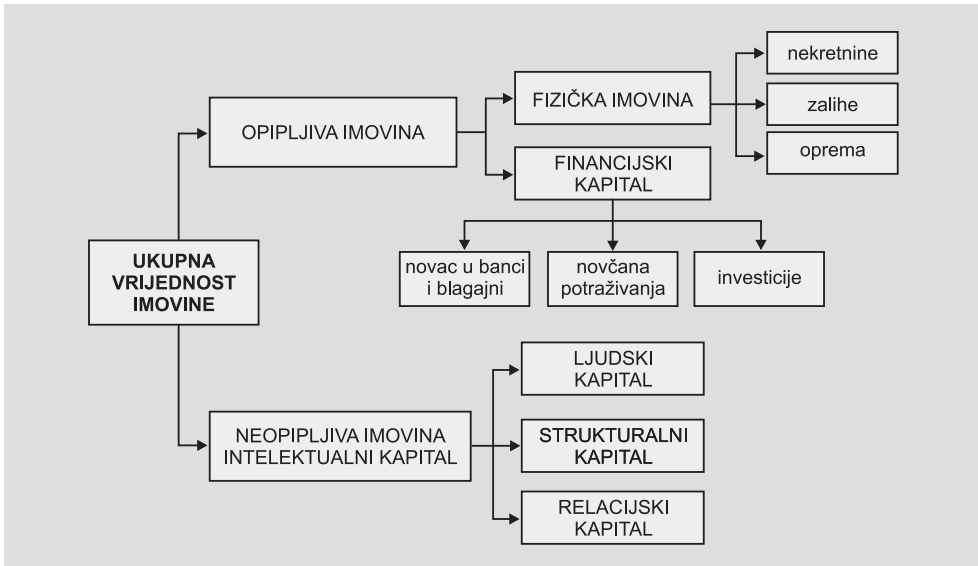 UKUPNA
VRIJEDNOST
IMOVINE
OPIPLJIVA IMOVINA
FIZIČKA IMOVINA
nekretnine
zalihe
oprema
FINANCIJSKI
KAPITAL
novac u banci
i blagajni
novčana
potraživanja
investicije
NEOPIPLJIVA IMOVINA
INTELEKTUALNI KAPITAL
LJUDSKI
KAPITAL
STRUKTURALNI
KAPITAL
RELACIJSKI
KAPITAL